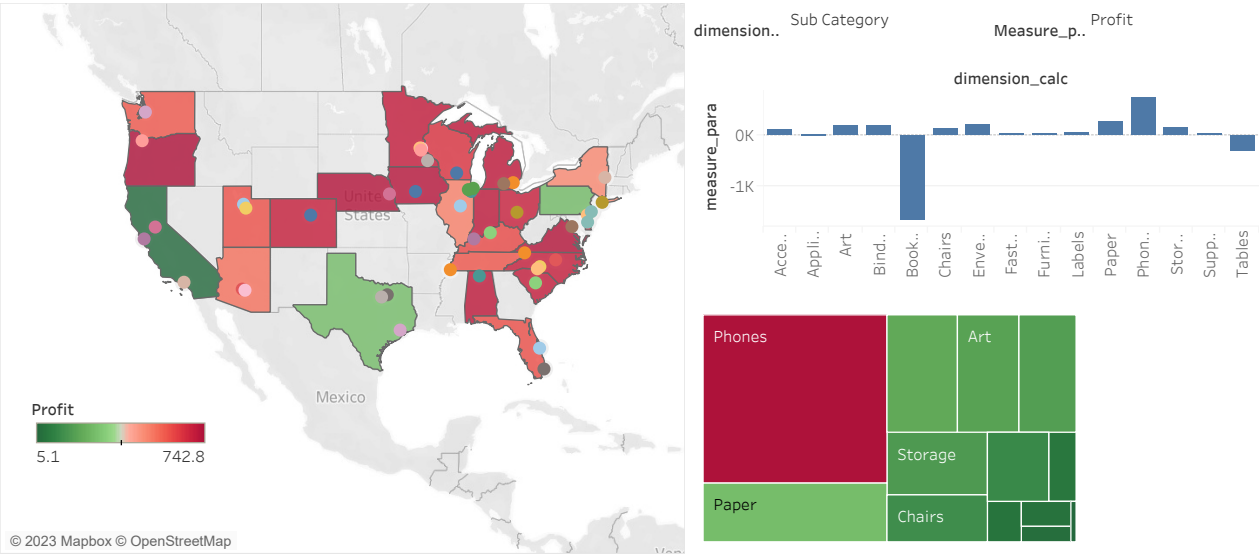 United
States
Mexico
Profit
5.1
742.8
© 2023 Mapbox © OpenStreetMap
dimension..
Sub Category
Measure_p..
Profit
dimension_calc
measure_para
0K
-1K
Acce..
Appli..
Art
Bind..
Book..
Chairs
Enve..
Fast..
Furni..
Labels
Paper
Phon..
Stor..
Supp..
Tables
Phones
Art
Storage
Paper
Chairs